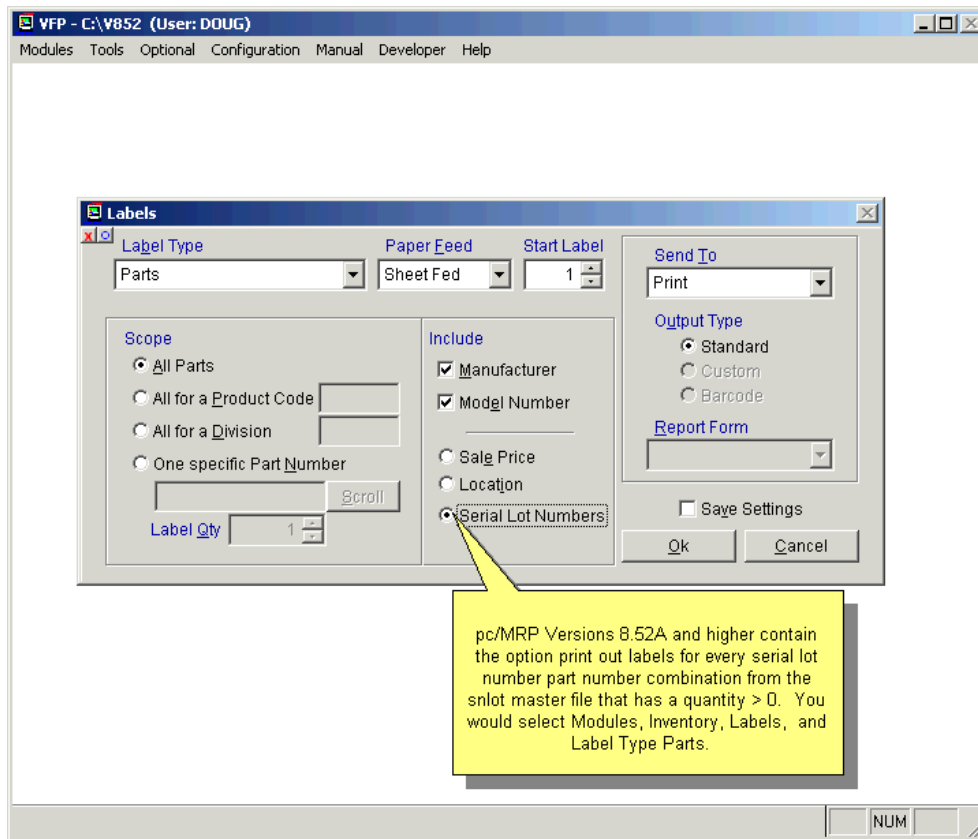 VFP - C:\V852 (User: DOUG)
Modules Tools Optional Configuration Manual Developer Help
Labels
Label Type
Paper Feed
Start Label
Parts
Sheet Fed
1
Send To
Print
Output Type
Standard
Custom
Barcode
Report Form
Scope
All Parts
All for a Product Code
All for a Division
One specific Part Number
Scroll
Label Qty
1
Include
Manufacturer
Model Number
Sale Price
Location
Serial Lot Numbers
Save Settings
Ok
Cancel
pc/MRP Versions 8.52A and higher contain
the option print out labels for every serial lot
number part number combination from the
snlot master file that has a quantity > 0. You
would select Modules, Inventory, Labels, and
Label Type Parts.
NUM